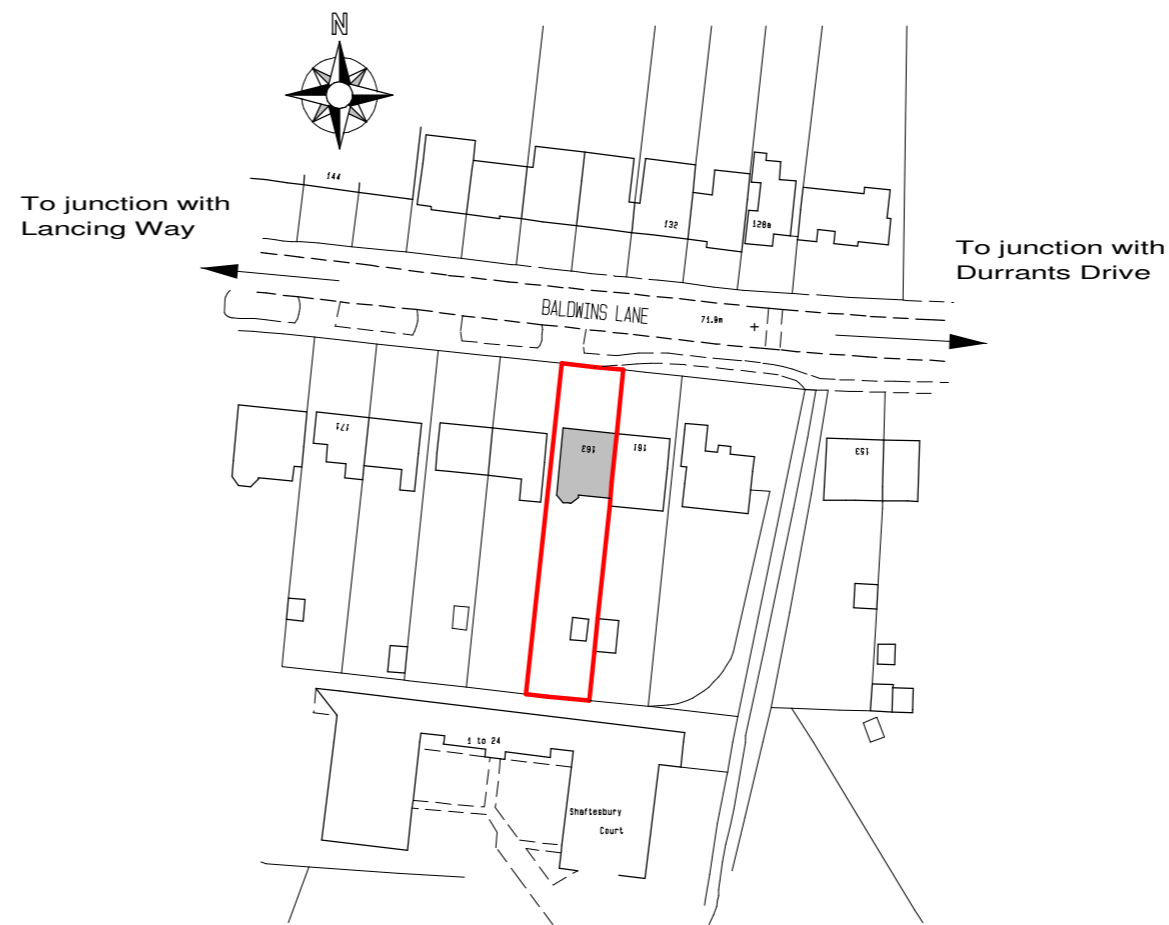 N
144
To junction with
Lancing Way
132
128a
To junction with
Durrants Drive
BALDWINS LANE
71.9m
+
171
163
161
153
1 to 24
Shaftesbury
Court